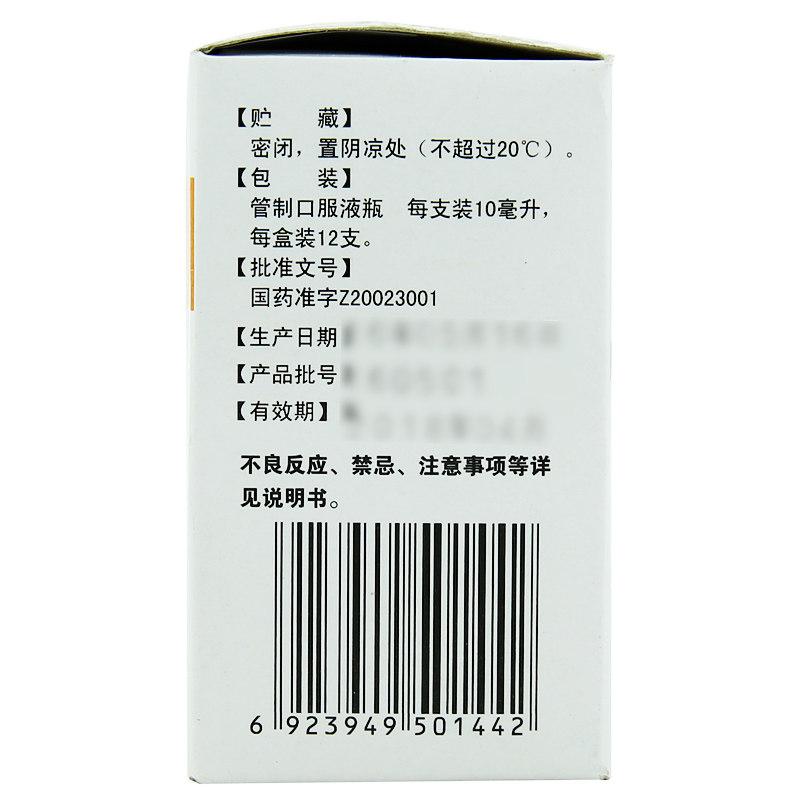 【贮 藏】
密闭，置阴凉处（不超过20℃）。
【包 装】
管制口服液瓶 每支装10毫升，
每盒装12支。
【批准文号】
国药准字Z20023001
【生产日期
【产品批号
【有效期】
不良反应、禁忌、注意事项等详
见说明书。
6 923949 501442